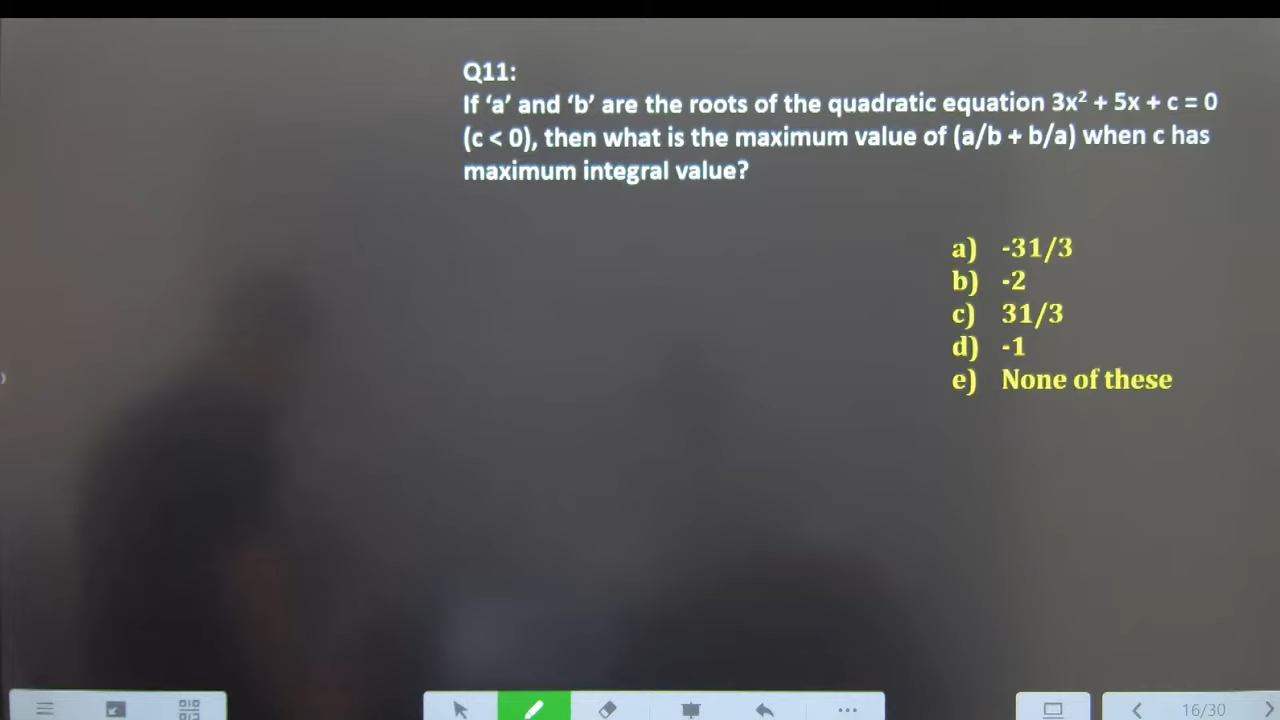 Q11:
If ‘a’ and ‘b’ are the roots of the quadratic equation 3x² + 5x + c = 0
(c < 0), then what is the maximum value of (a/b + b/a) when c has
maximum integral value?
a) -31/3
b) -2
c) 31/3
d) -1
e) None of these
16/30